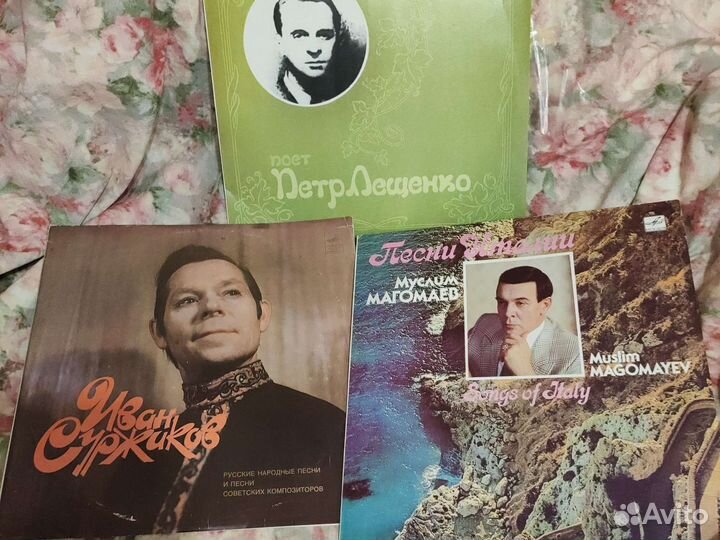 поет
Петр Лещенко
Иван
Суржиков
РУССКИЕ НАРОДНЫЕ ПЕСНИ
И ПЕСНИ
СОВЕТСКИХ КОМПОЗИТОРОВ
Песни Италии
Муслим
МАГОМАЕВ
Muslim
MAGOMAYEV
Songs of Italy
Avito